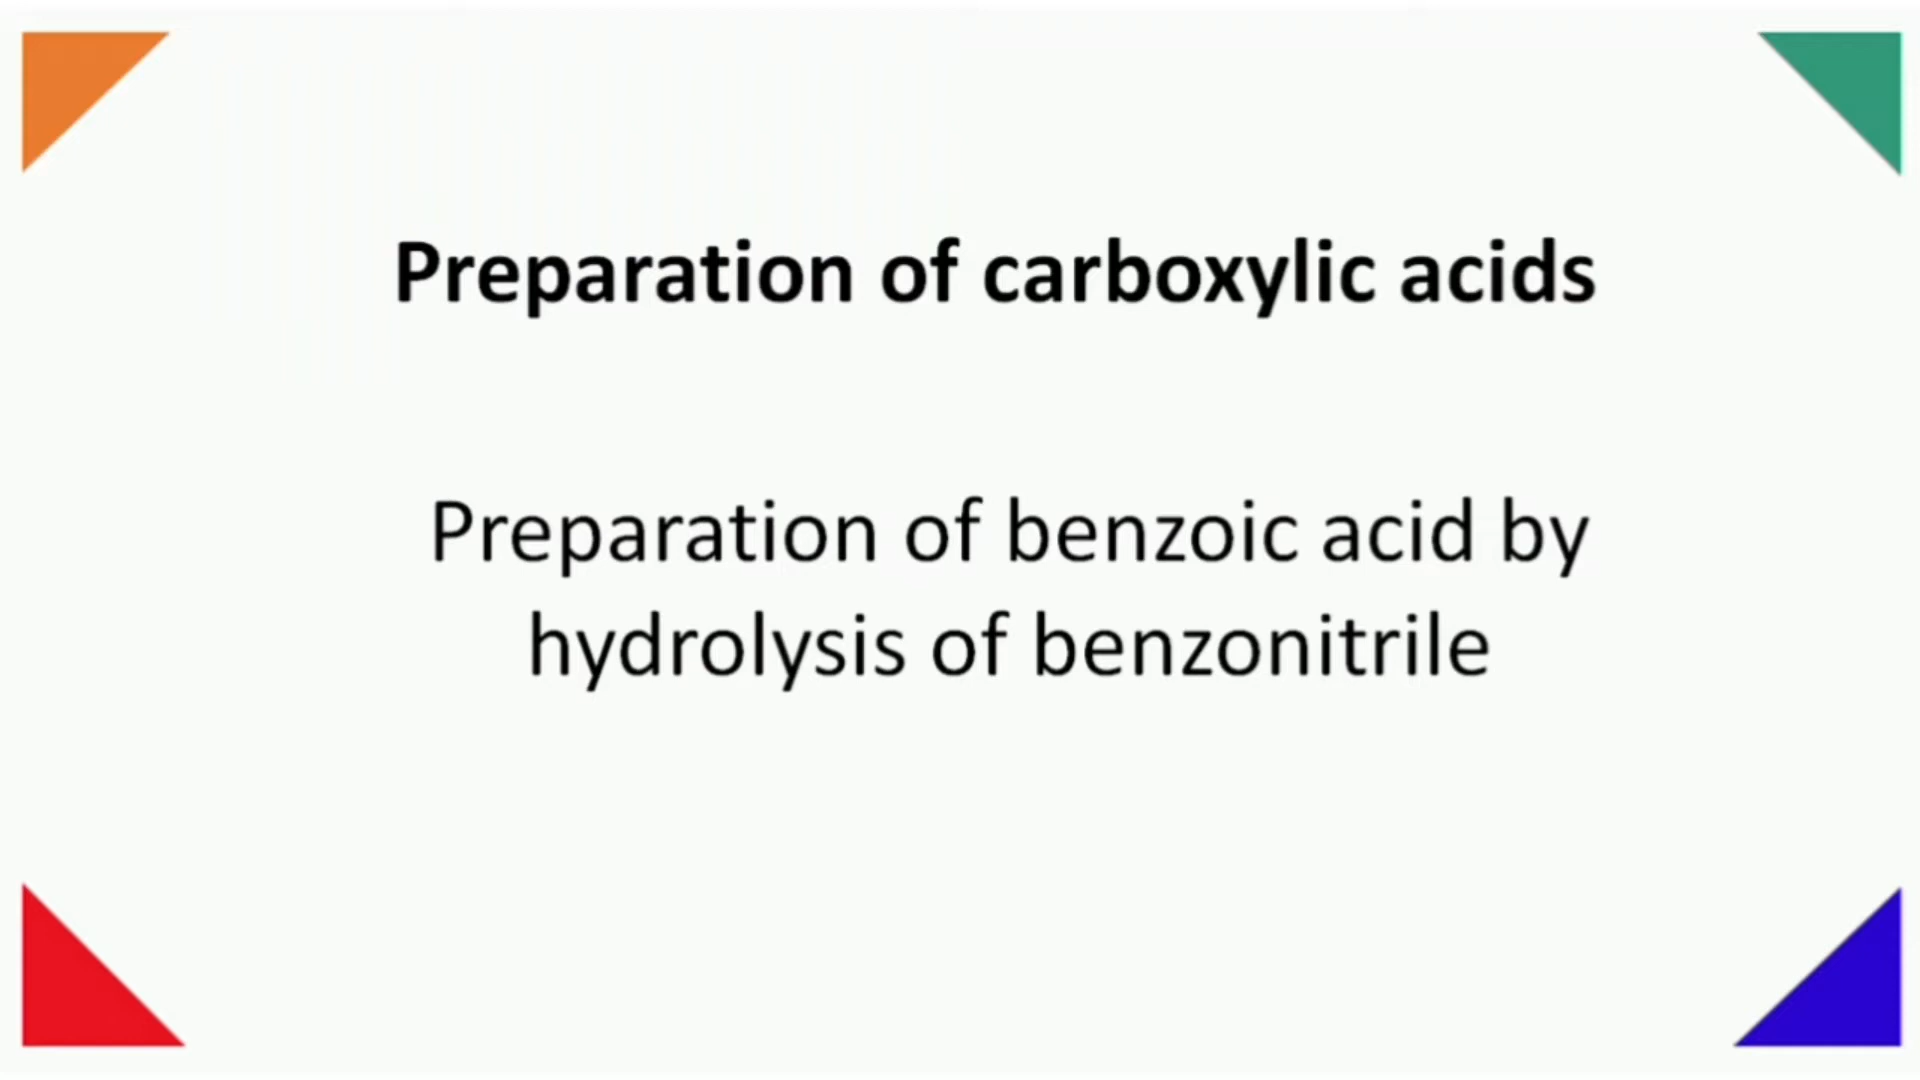 Preparation of carboxylic acids
Preparation of benzoic acid by
hydrolysis of benzonitrile